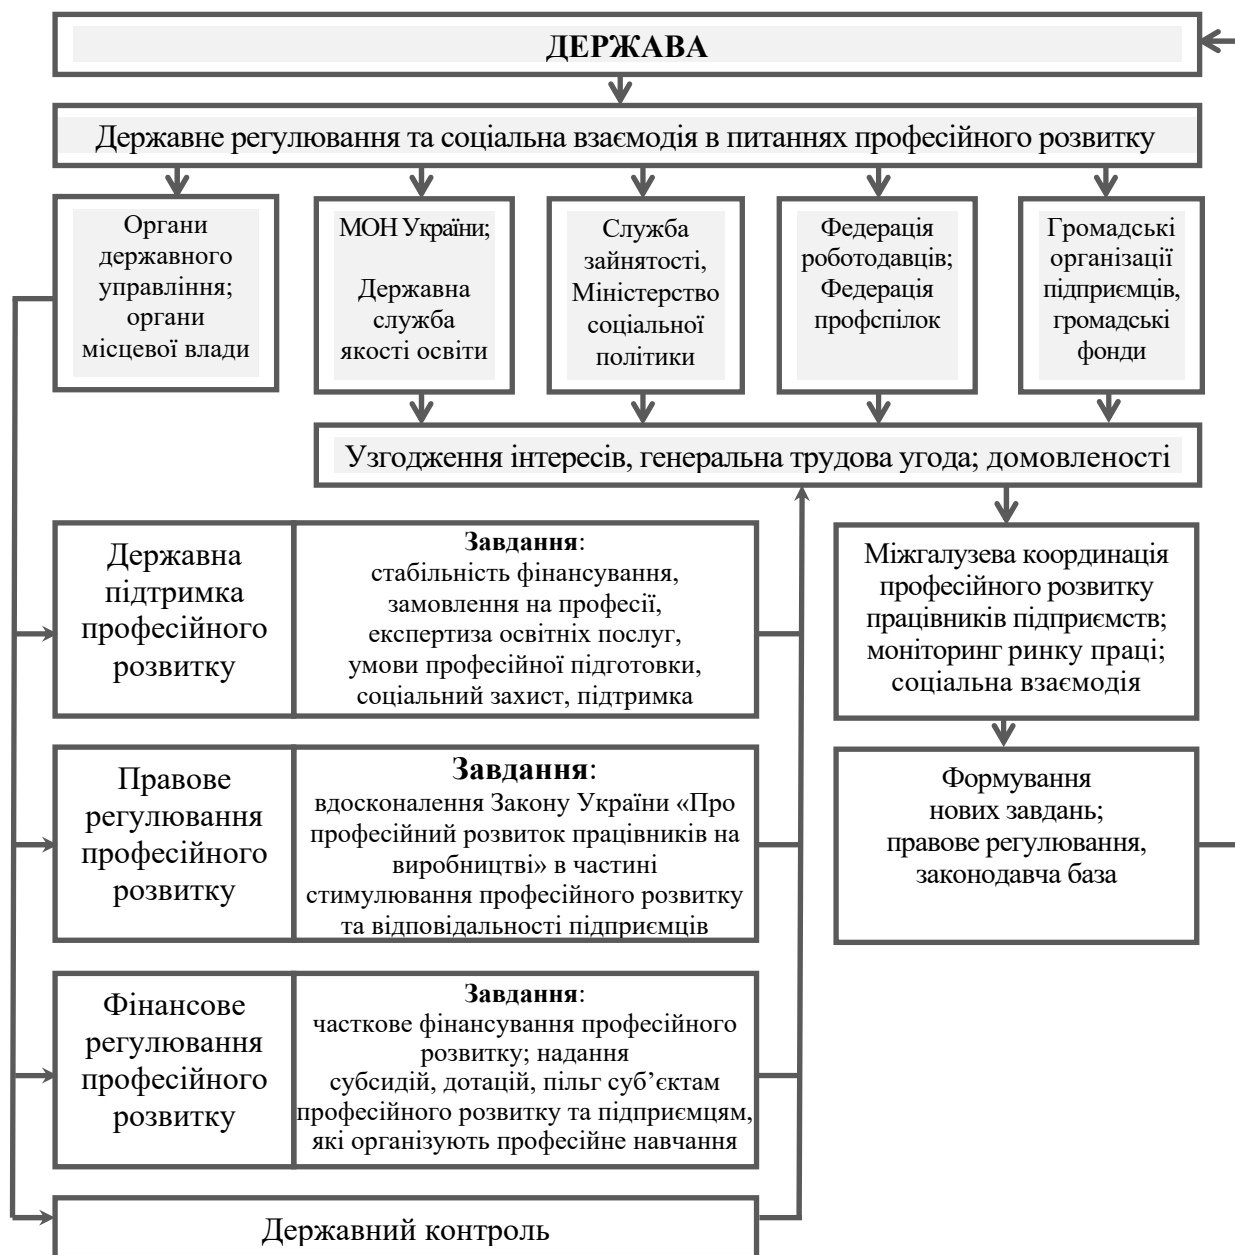 ДЕРЖАВА
Державне регулювання та соціальна взаємодія в питаннях професійного розвитку
Органи
державного
управління;
органи
місцевої влади
МОН України;
Державна
служба
якості освіти
Служба
зайнятості,
Міністерство
соціальної
політики
Федерація
роботодавців;
Федерація
профспілок
Громадські
організації
підприємців,
громадські
фонди
Узгодження інтересів, генеральна трудова угода; домовленості
Державна
підтримка
професійного
розвитку
Завдання:
стабільність фінансування,
замовлення на професії,
експертиза освітніх послуг,
умови професійної підготовки,
соціальний захист, підтримка
Міжгалузева координація
професійного розвитку
працівників підприємств;
моніторинг ринку праці;
соціальна взаємодія
Правове
регулювання
професійного
розвитку
Завдання:
вдосконалення Закону України «Про
професійний розвиток працівників на
виробництві» в частині
стимулювання професійного розвитку
та відповідальності підприємців
Формування
нових завдань;
правове регулювання,
законодавча база
Фінансове
регулювання
професійного
розвитку
Завдання:
часткове фінансування професійного
розвитку; надання
субсидій, дотацій, пільг суб’єктам
професійного розвитку та підприємцям,
які організують професійне навчання
Державний контроль